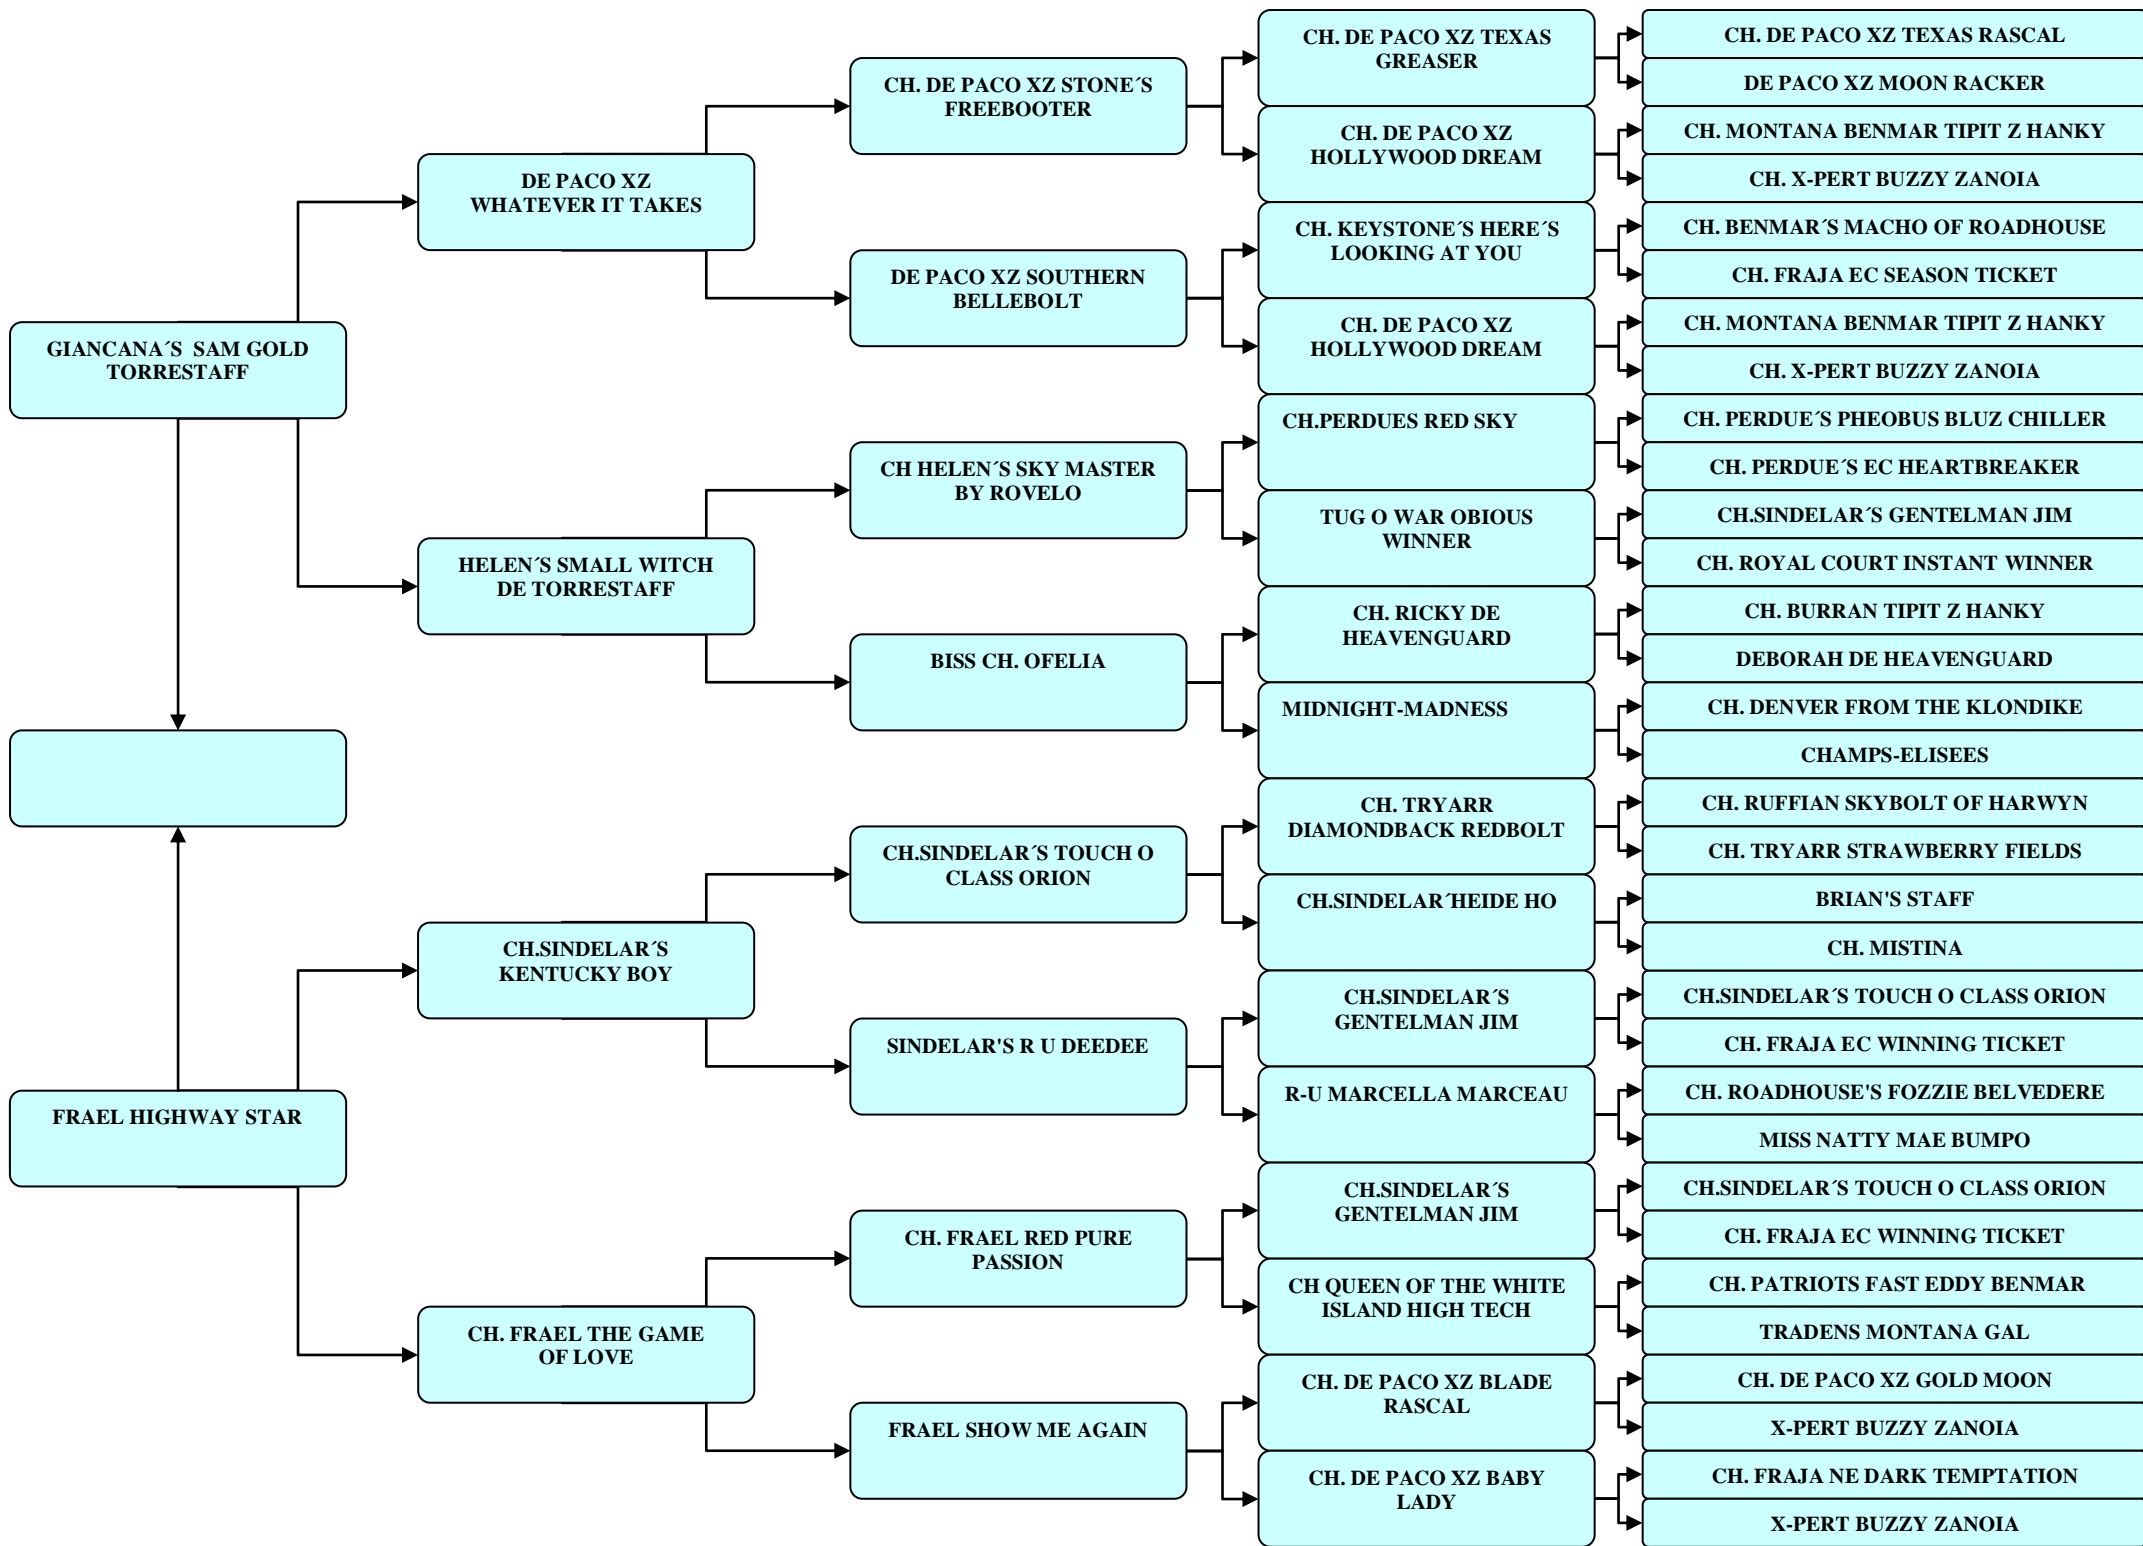 GIANCANA´S  SAM GOLD
TORRESTAFF
FRAEL HIGHWAY STAR
DE PACO XZ
WHATEVER IT TAKES
HELEN´S SMALL WITCH
DE TORRESTAFF
CH.SINDELAR´S
KENTUCKY BOY
CH. FRAEL THE GAME
OF LOVE
CH. DE PACO XZ STONE´S
FREEBOOTER
DE PACO XZ SOUTHERN
BELLEBOLT
CH HELEN´S SKY MASTER
BY ROVELO
BISS CH. OFELIA
CH.SINDELAR´S TOUCH O
CLASS ORION
SINDELAR'S R U DEEDEE
CH. FRAEL RED PURE
PASSION
FRAEL SHOW ME AGAIN
CH. DE PACO XZ TEXAS
GREASER
CH. DE PACO XZ
HOLLYWOOD DREAM
CH. KEYSTONE´S HERE´S
LOOKING AT YOU
CH. DE PACO XZ
HOLLYWOOD DREAM
CH.PERDUES RED SKY
TUG O WAR OBIOUS
WINNER
CH. RICKY DE
HEAVENGUARD
MIDNIGHT-MADNESS
CH. TRYARR
DIAMONDBACK REDBOLT
CH.SINDELAR´HEIDE HO
CH.SINDELAR´S
GENTELMAN JIM
R-U MARCELLA MARCEAU
CH.SINDELAR´S
GENTELMAN JIM
CH QUEEN OF THE WHITE
ISLAND HIGH TECH
CH. DE PACO XZ BLADE
RASCAL
CH. DE PACO XZ BABY
LADY
CH. DE PACO XZ TEXAS RASCAL
DE PACO XZ MOON RACKER
CH. MONTANA BENMAR TIPIT Z HANKY
CH. X-PERT BUZZY ZANOIA
CH. BENMAR´S MACHO OF ROADHOUSE
CH. FRAJA EC SEASON TICKET
CH. MONTANA BENMAR TIPIT Z HANKY
CH. X-PERT BUZZY ZANOIA
CH. PERDUE´S PHEOBUS BLUZ CHILLER
CH. PERDUE´S EC HEARTBREAKER
CH.SINDELAR´S GENTELMAN JIM
CH. ROYAL COURT INSTANT WINNER
CH. BURRAN TIPIT Z HANKY
DEBORAH DE HEAVENGUARD
CH. DENVER FROM THE KLONDIKE
CHAMPS-ELISEES
CH. RUFFIAN SKYBOLT OF HARWYN
CH. TRYARR STRAWBERRY FIELDS
BRIAN'S STAFF
CH. MISTINA
CH.SINDELAR´S TOUCH O CLASS ORION
CH. FRAJA EC WINNING TICKET
CH. ROADHOUSE'S FOZZIE BELVEDERE
MISS NATTY MAE BUMPO
CH.SINDELAR´S TOUCH O CLASS ORION
CH. FRAJA EC WINNING TICKET
CH. PATRIOTS FAST EDDY BENMAR
TRADENS MONTANA GAL
CH. DE PACO XZ GOLD MOON
X-PERT BUZZY ZANOIA
CH. FRAJA NE DARK TEMPTATION
X-PERT BUZZY ZANOIA